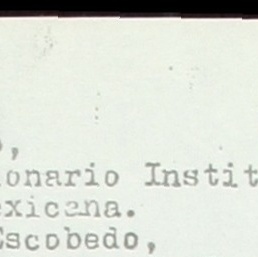 ,
onario Instit
exicana.
Escobedo,